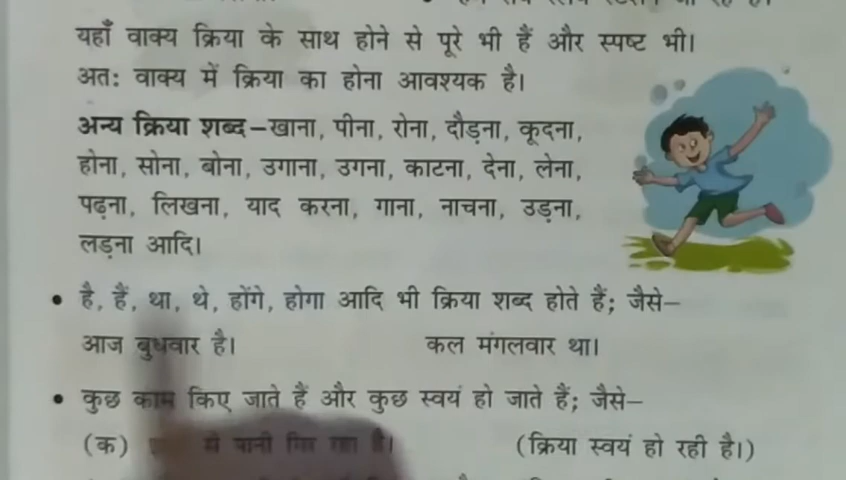 यहाँ वाक्य क्रिया के साथ होने से पूरे भी हैं और स्पष्ट भी।
अतः वाक्य में क्रिया का होना आवश्यक है।
अन्य क्रिया शब्द–खाना, पीना, रोना, दौड़ना, कूदना,
होना, सोना, बोना, उगाना, उगना, काटना, देना, लेना,
पढ़ना, लिखना, याद करना, गाना, नाचना, उड़ना,
लड़ना आदि।
• है, हैं, था, थे, होंगे, होगा आदि भी क्रिया शब्द होते हैं; जैसे–
आज बुधवार है। कल मंगलवार था।
• कुछ काम किए जाते हैं और कुछ स्वयं हो जाते हैं; जैसे–
(क) से पानी गिर रहा है। (क्रिया स्वयं हो रही है।)